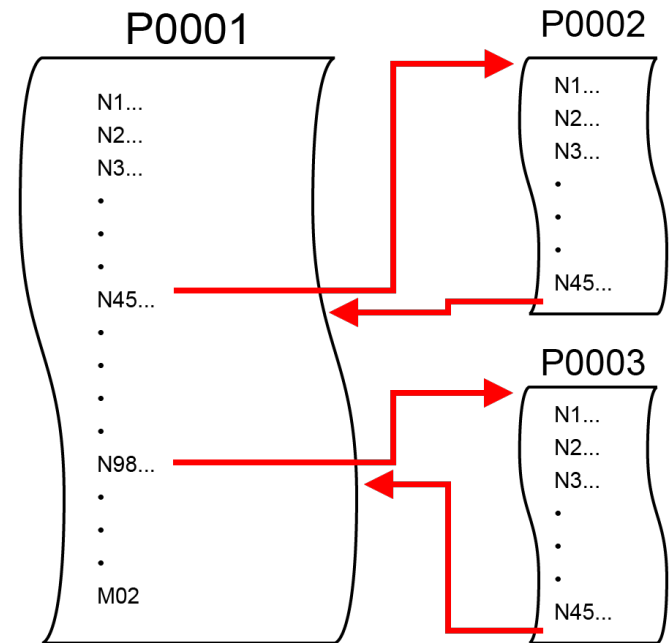 P0001
N1...
N2...
N3...
.
.
.
N45...
.
.
.
.
N98...
.
.
.
M02
P0002
N1...
N2...
N3...
.
.
.
N45...
P0003
N1...
N2...
N3...
.
.
.
N45...